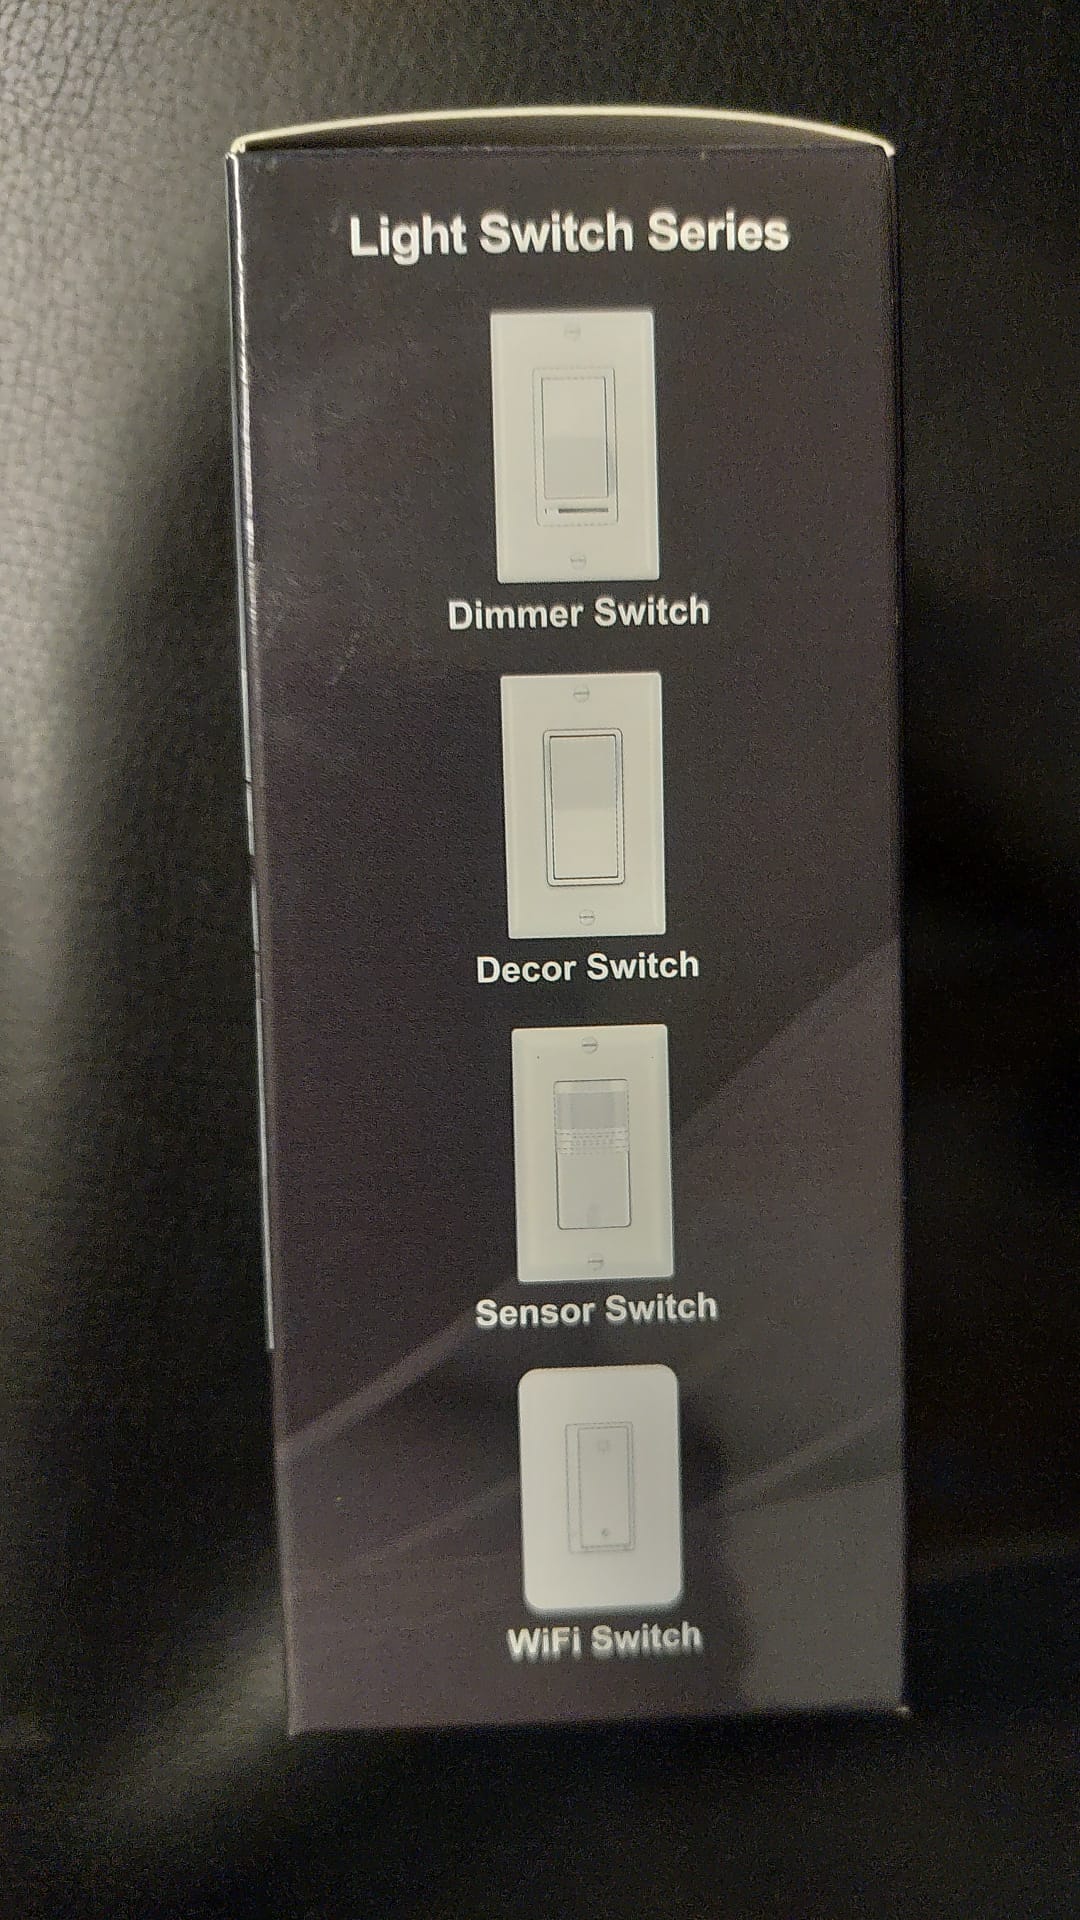 Light Switch Series
Dimmer Switch
Decor Switch
Sensor Switch
WiFi Switch